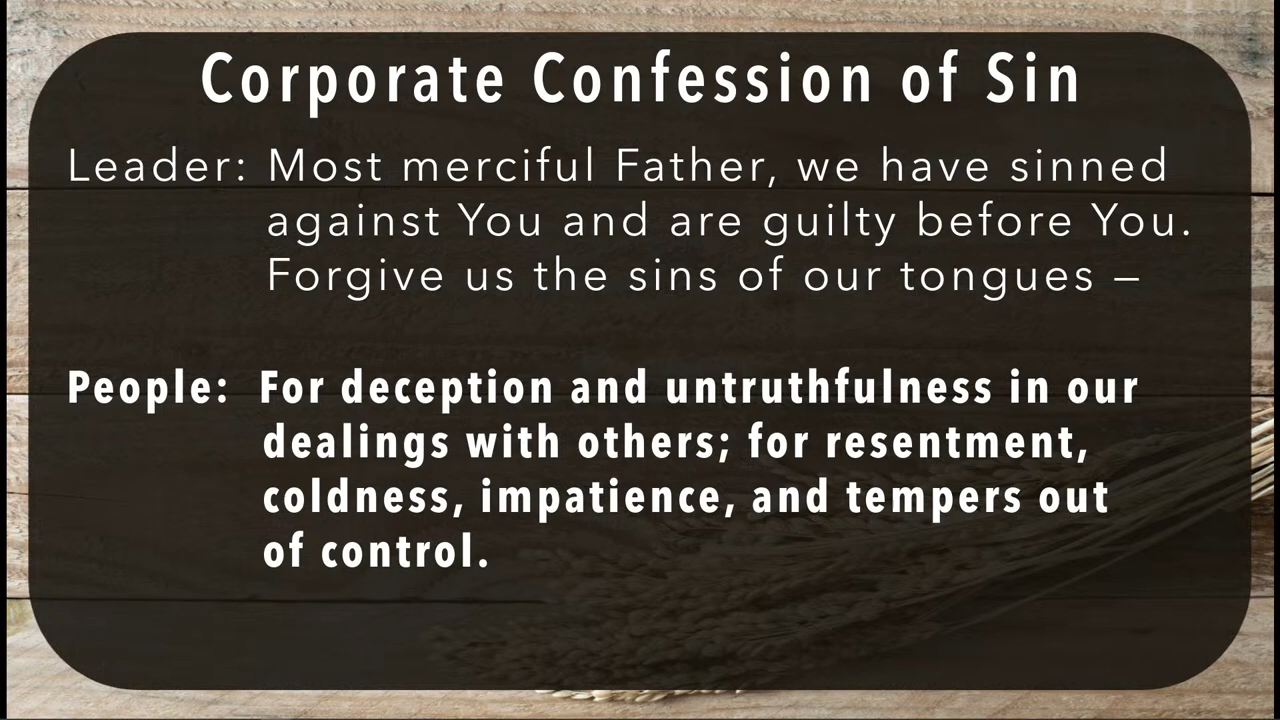 Corporate Confession of Sin
Leader: Most merciful Father, we have sinned
against You and are guilty before You.
Forgive us the sins of our tongues –
People: For deception and untruthfulness in our
dealings with others; for resentment,
coldness, impatience, and tempers out
of control.